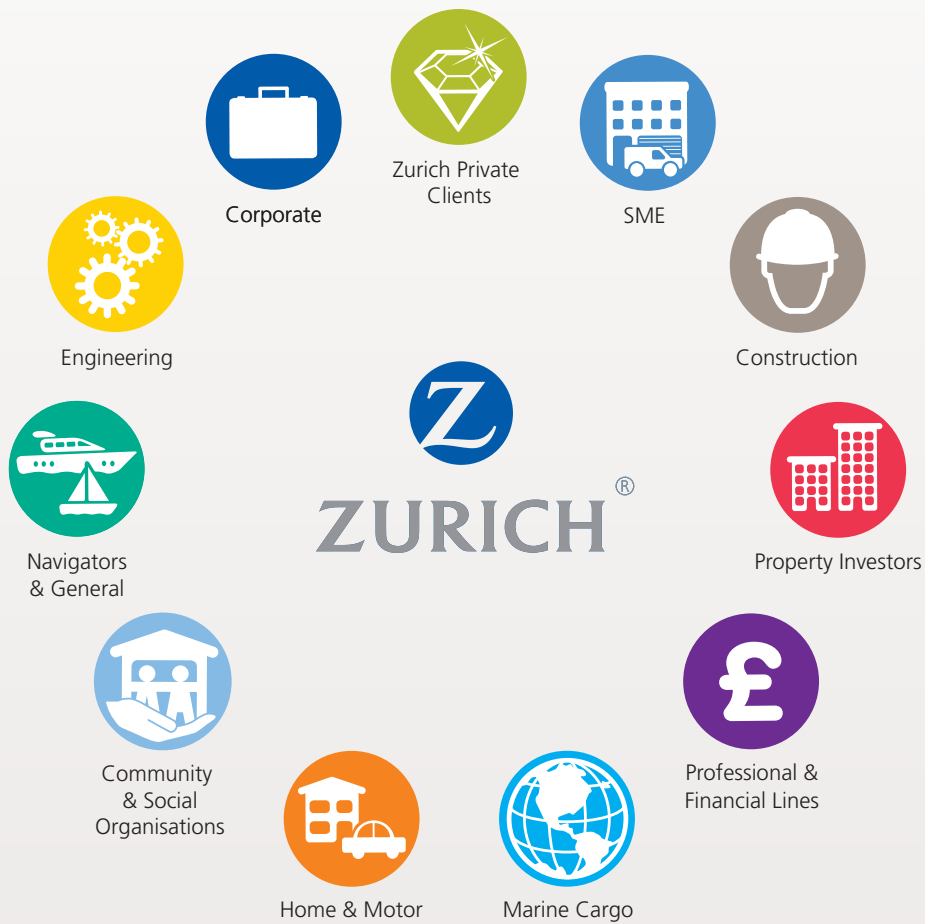 Zurich Private
Clients
Corporate
SME
Engineering
Construction
Z
ZURICH®
Navigators
& General
Property Investors
Community
& Social
Organisations
Professional &
Financial Lines
Home & Motor
Marine Cargo
£